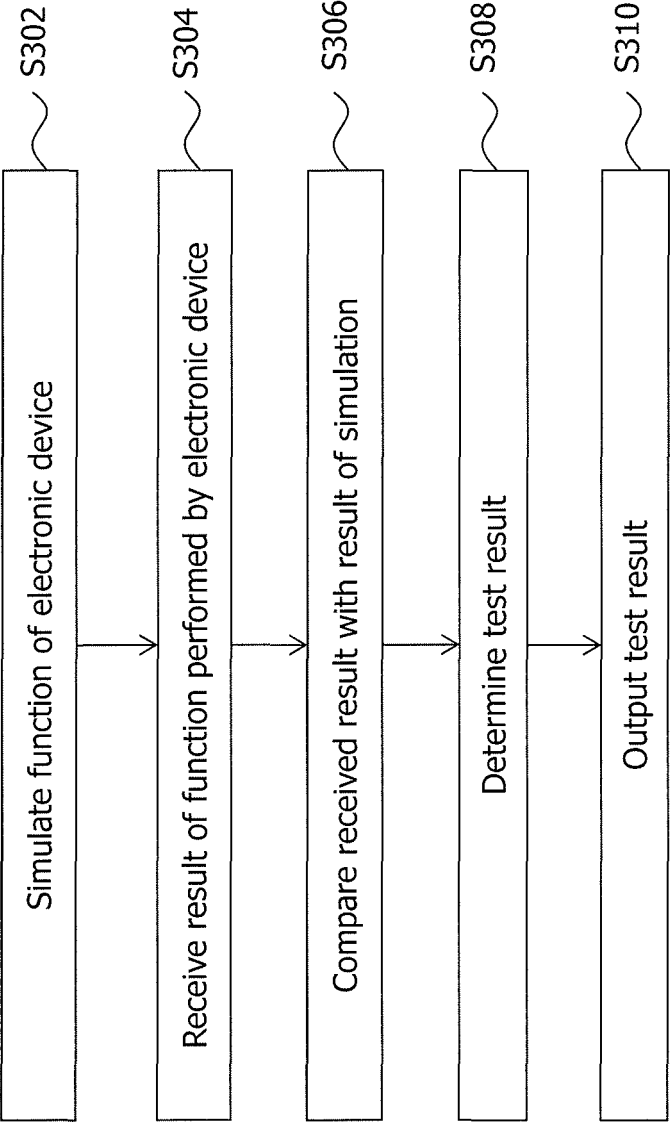 Simulate function of electronic device
S302
Receive result of function performed by electronic device
S304
Compare received result with result of simulation
S306
Determine test result
S308
Output test result
S310